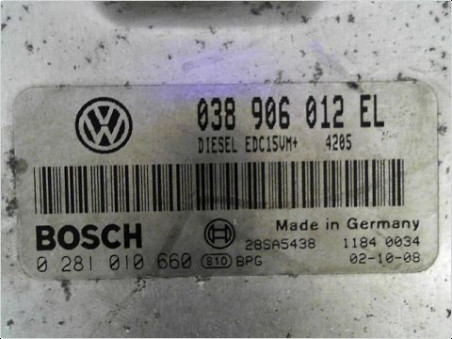 038 906 012 EL
DIESEL EDC15VM+ 4205
BOSCH
Made in Germany
28SA5438 1184 0034
0 281 010 660 810 BPG 02-10-08